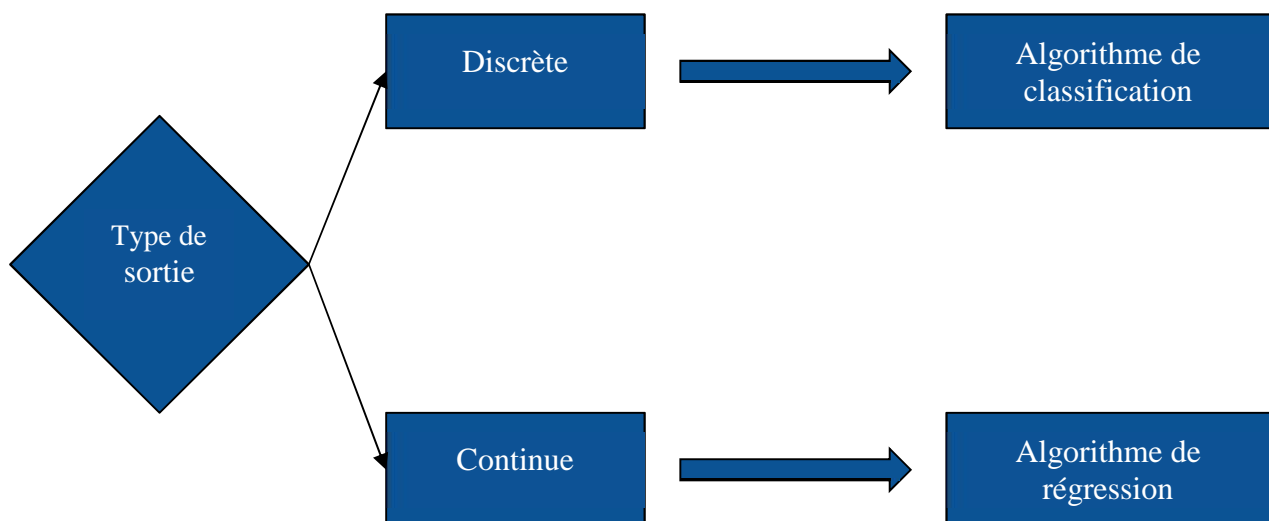 Discrète
Algorithme de
classification
Type de
sortie
Continue
Algorithme de
régression